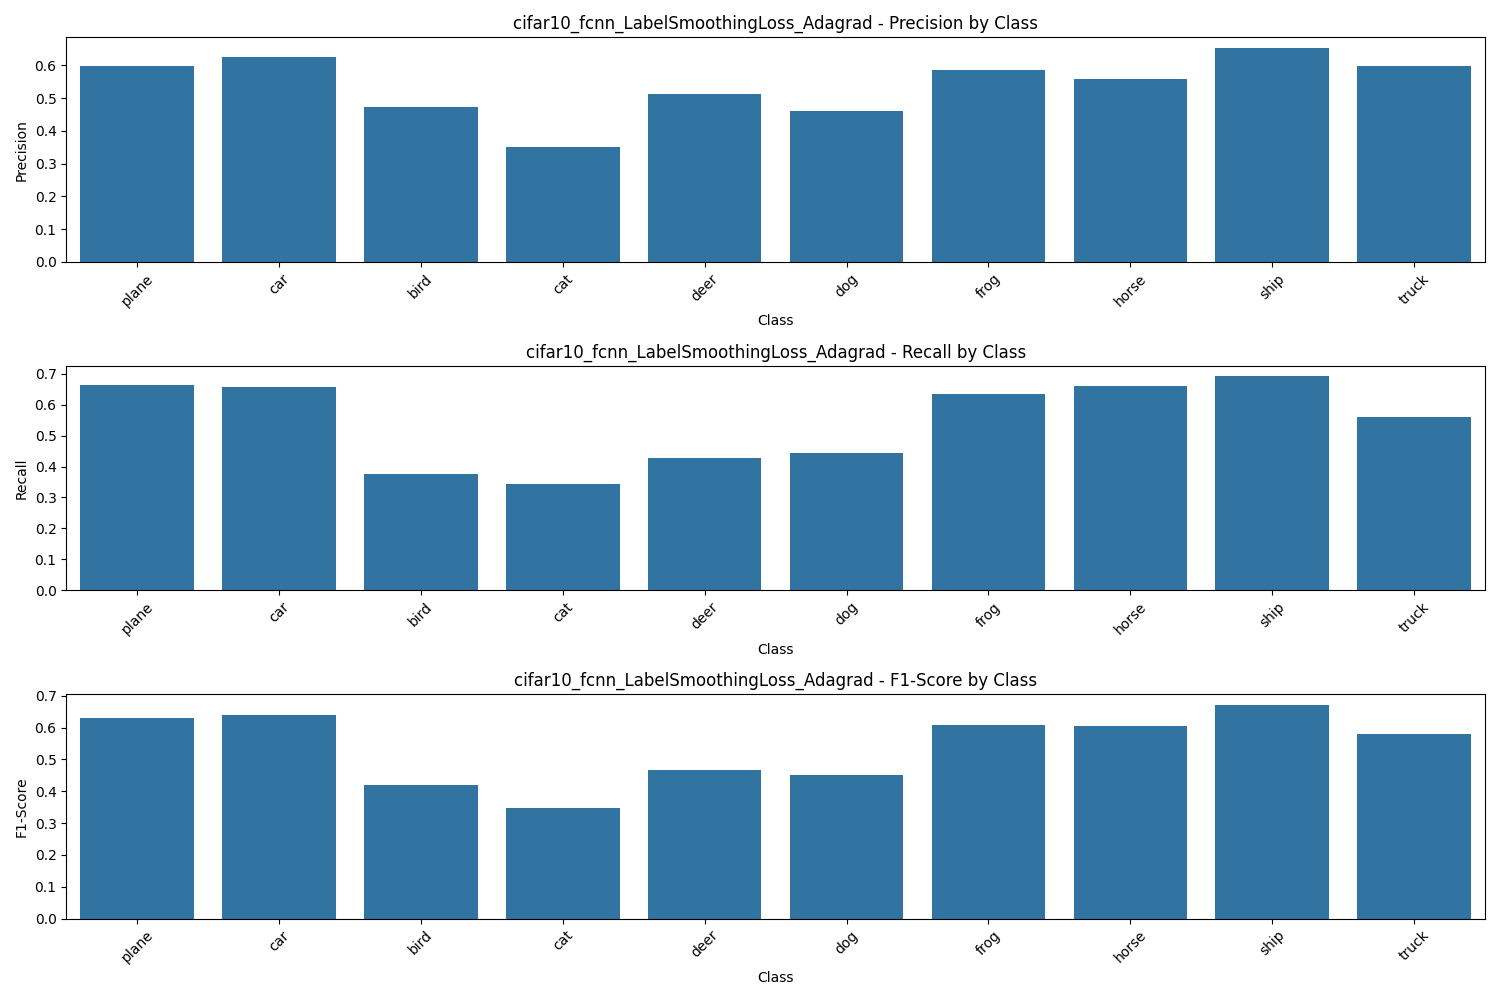 cifar10_fcnn_LabelSmoothingLoss_Adagrad - Precision by Class
Precision
0.6
0.5
0.4
0.3
0.2
0.1
0.0
plane car bird cat deer dog frog horse ship truck
Class
cifar10_fcnn_LabelSmoothingLoss_Adagrad - Recall by Class
Recall
0.7
0.6
0.5
0.4
0.3
0.2
0.1
0.0
plane car bird cat deer dog frog horse ship truck
Class
cifar10_fcnn_LabelSmoothingLoss_Adagrad - F1-Score by Class
F1-Score
0.7
0.6
0.5
0.4
0.3
0.2
0.1
0.0
plane car bird cat deer dog frog horse ship truck
Class